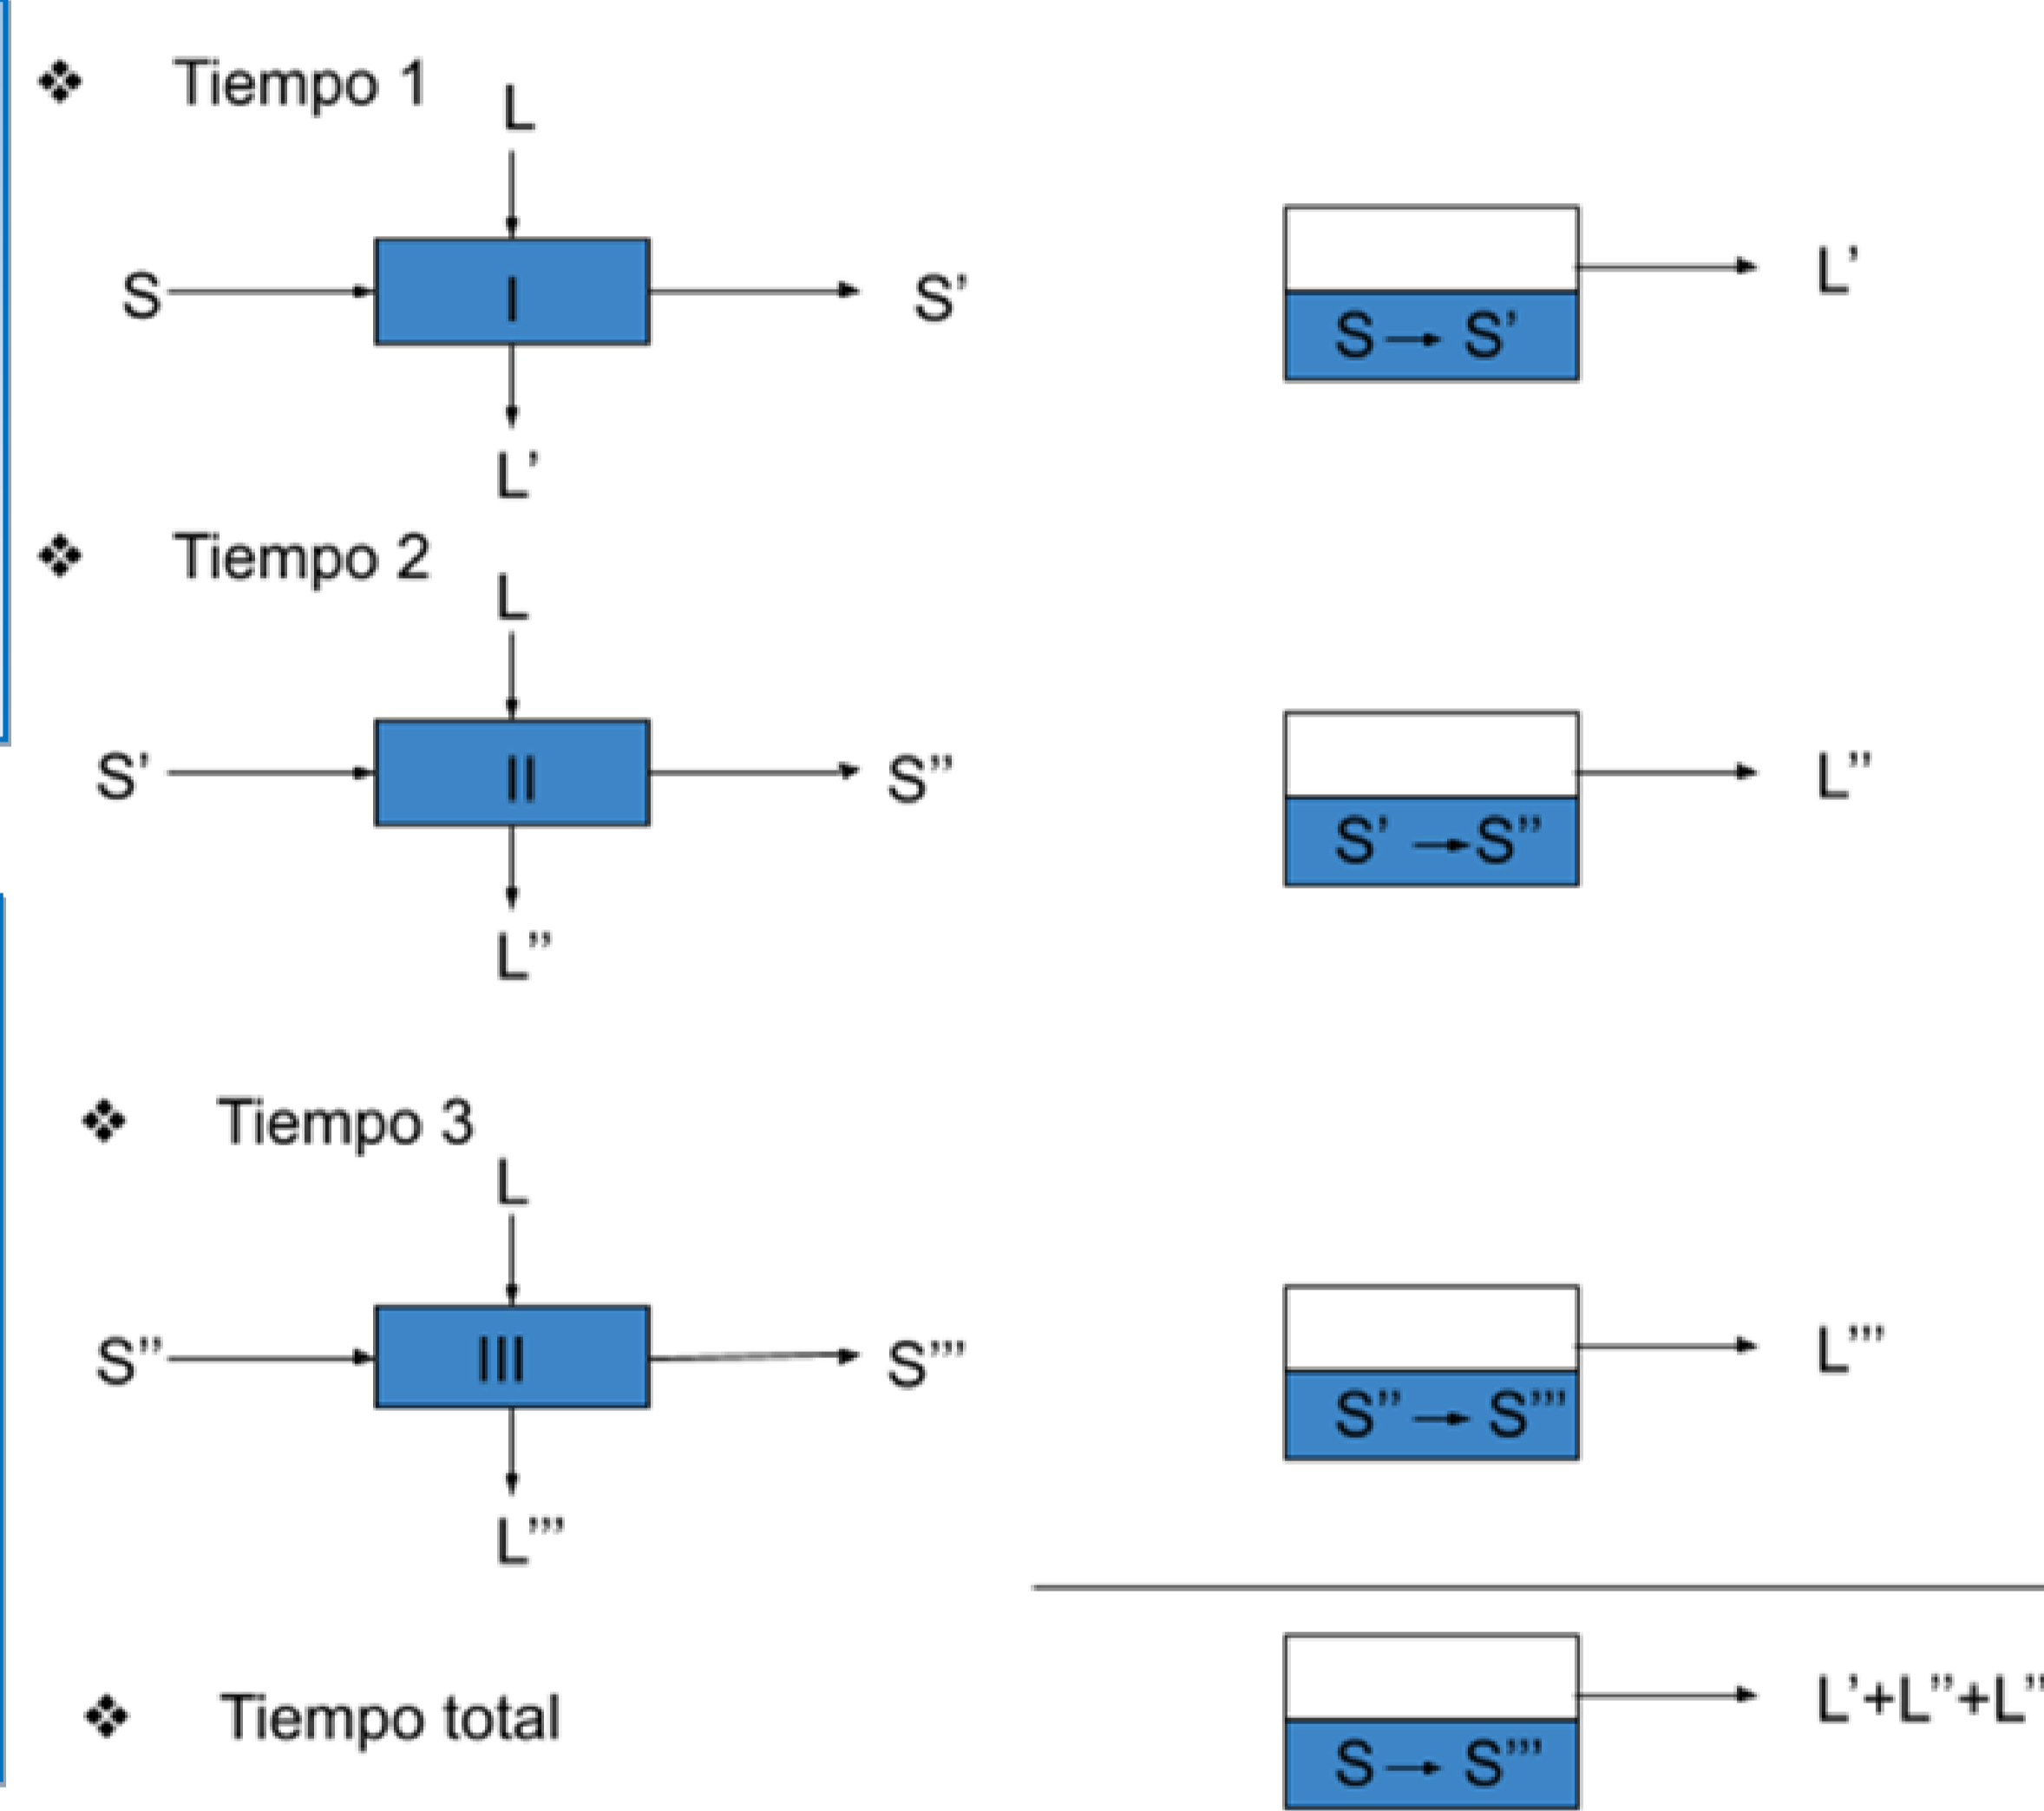 ❖ Tiempo 1
L
S
I
S’
L’
L’
S → S’
❖ Tiempo 2
L
S’
II
S’’
L’’
L’’
S’ → S’’
❖ Tiempo 3
L
S’’
III
S’’’
L’’’
L’’’
S’’ → S’’’
❖ Tiempo total
L’+L’’+L’’
S → S’’’